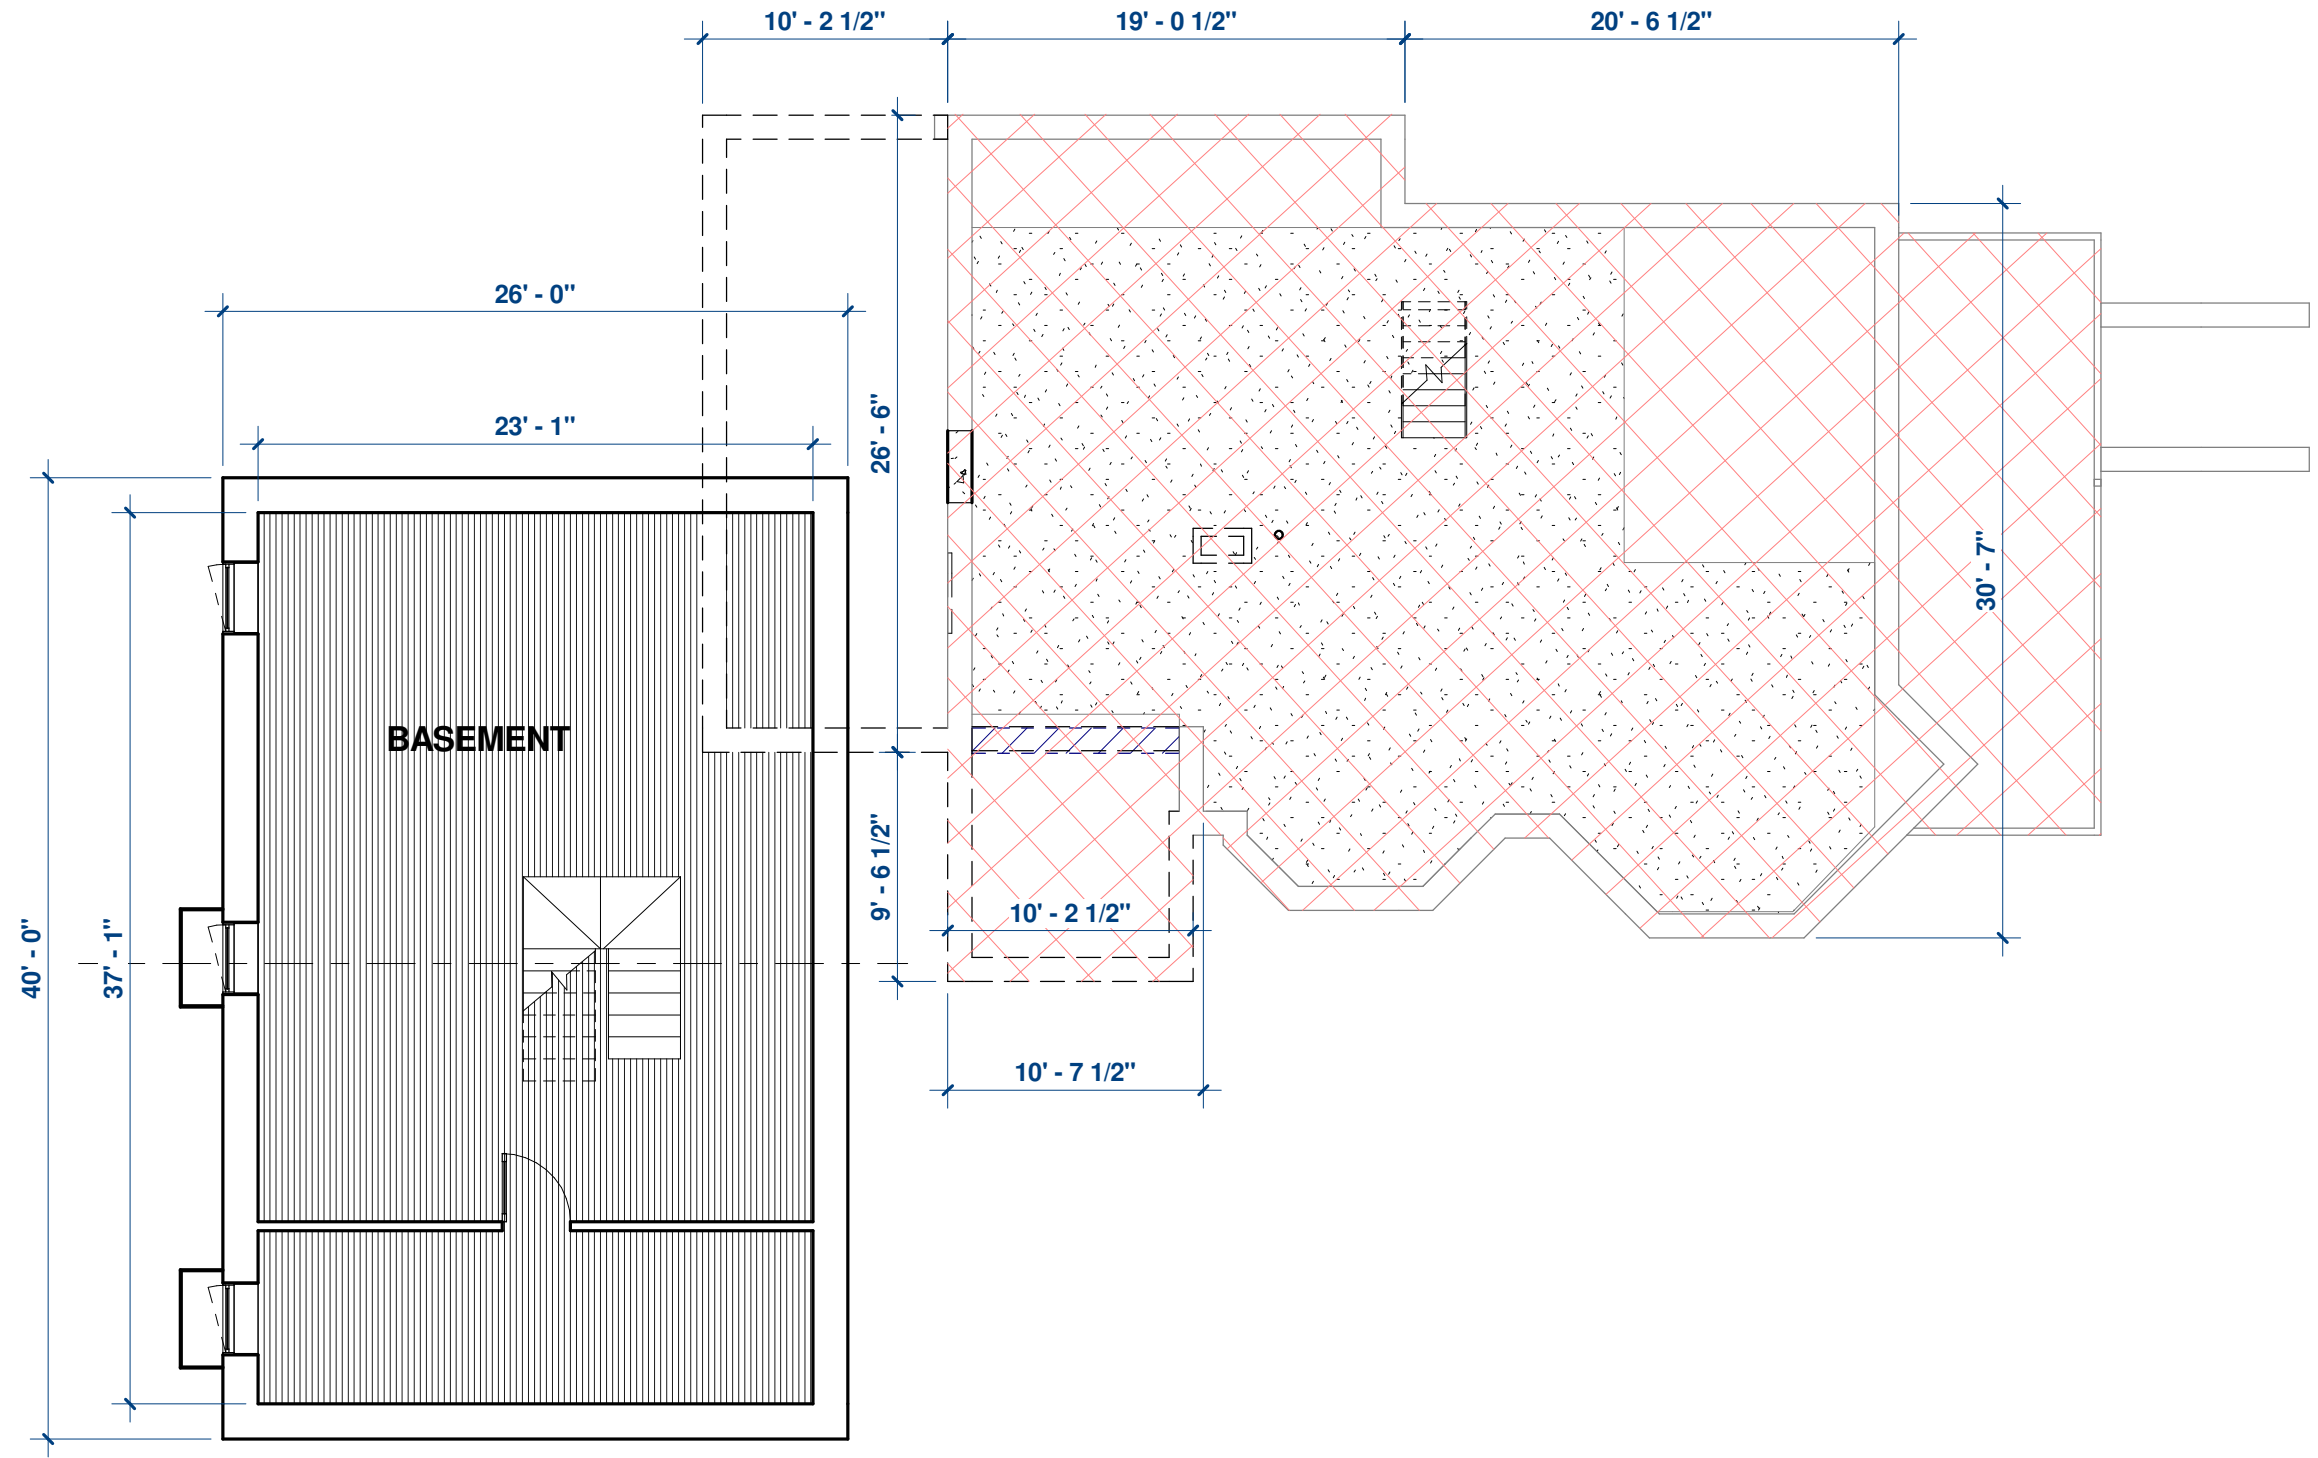 10' - 2 1/2"
19' - 0 1/2"
20' - 6 1/2"
26' - 0"
23' - 1"
26' - 6"
30' - 7"
BASEMENT
9' - 6 1/2"
10' - 2 1/2"
40' - 0"
37' - 1"
10' - 7 1/2"